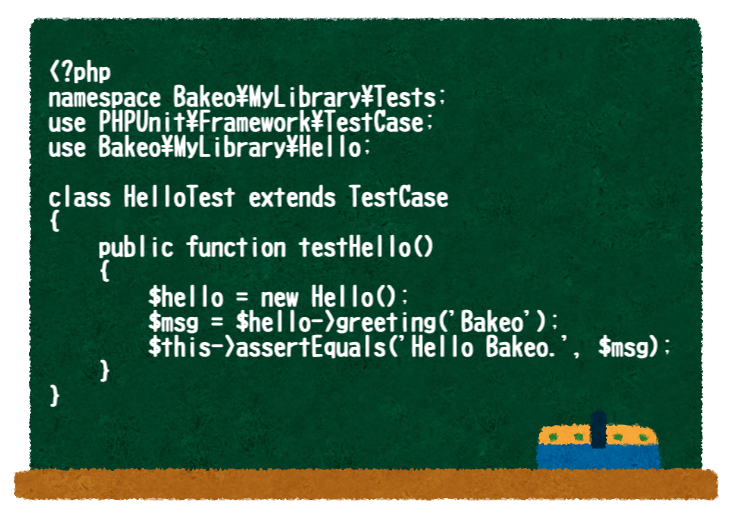 <?php
namespace Bakeo¥MyLibrary¥Tests;
use PHPUnit¥Framework¥TestCase;
use Bakeo¥MyLibrary¥Hello;
class HelloTest extends TestCase
{
public function testHello()
{
$hello = new Hello();
$msg = $hello->greeting('Bakeo');
$this->assertEquals('Hello Bakeo.', $msg);
}
}